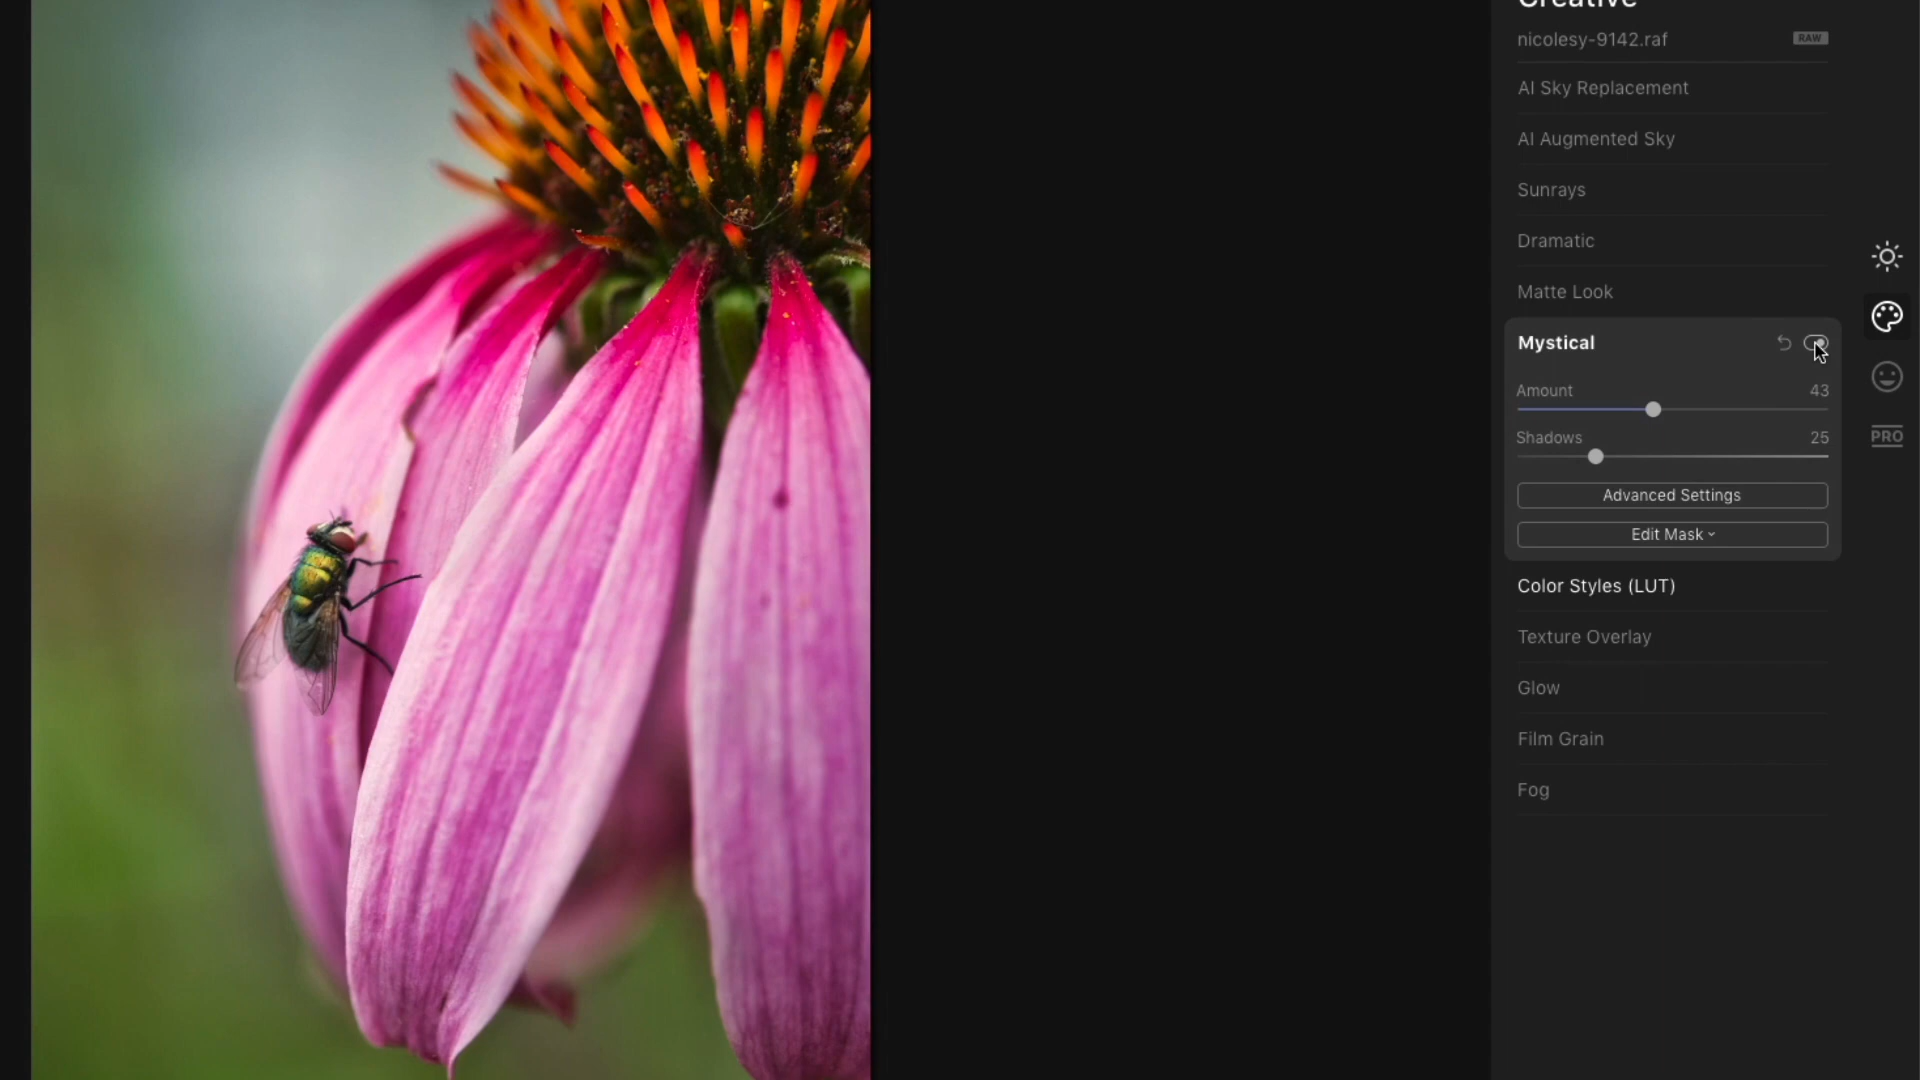 Creative
nicolesy-9142.raf RAW
AI Sky Replacement
AI Augmented Sky
Sunrays
Dramatic
Matte Look
Mystical
Amount 43
Shadows 25
Advanced Settings
Edit Mask
Color Styles (LUT)
Texture Overlay
Glow
Film Grain
Fog
PRO